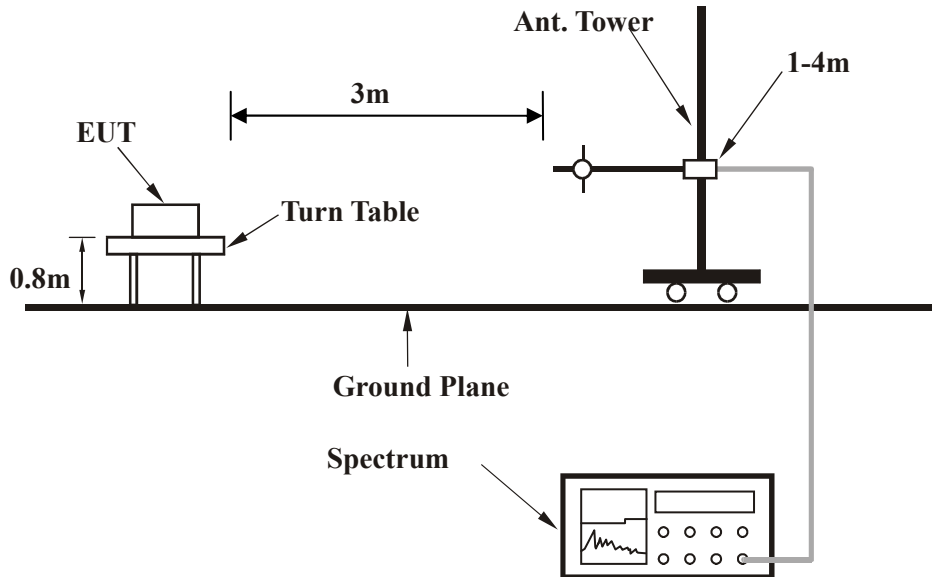 Ant. Tower
1-4m
3m
EUT
Turn Table
0.8m
Ground Plane
Spectrum